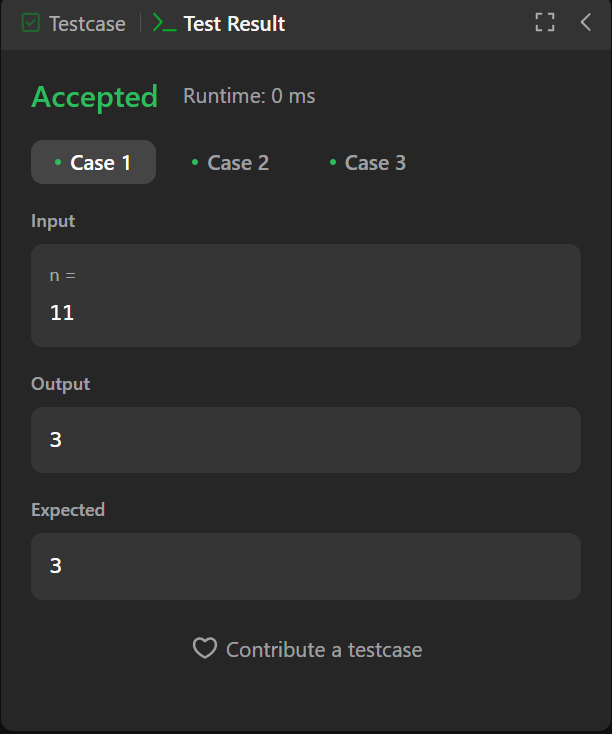 Testcase Test Result
Accepted Runtime: 0 ms
Case 1 Case 2 Case 3
Input
n =
11
Output
3
Expected
3
Contribute a testcase